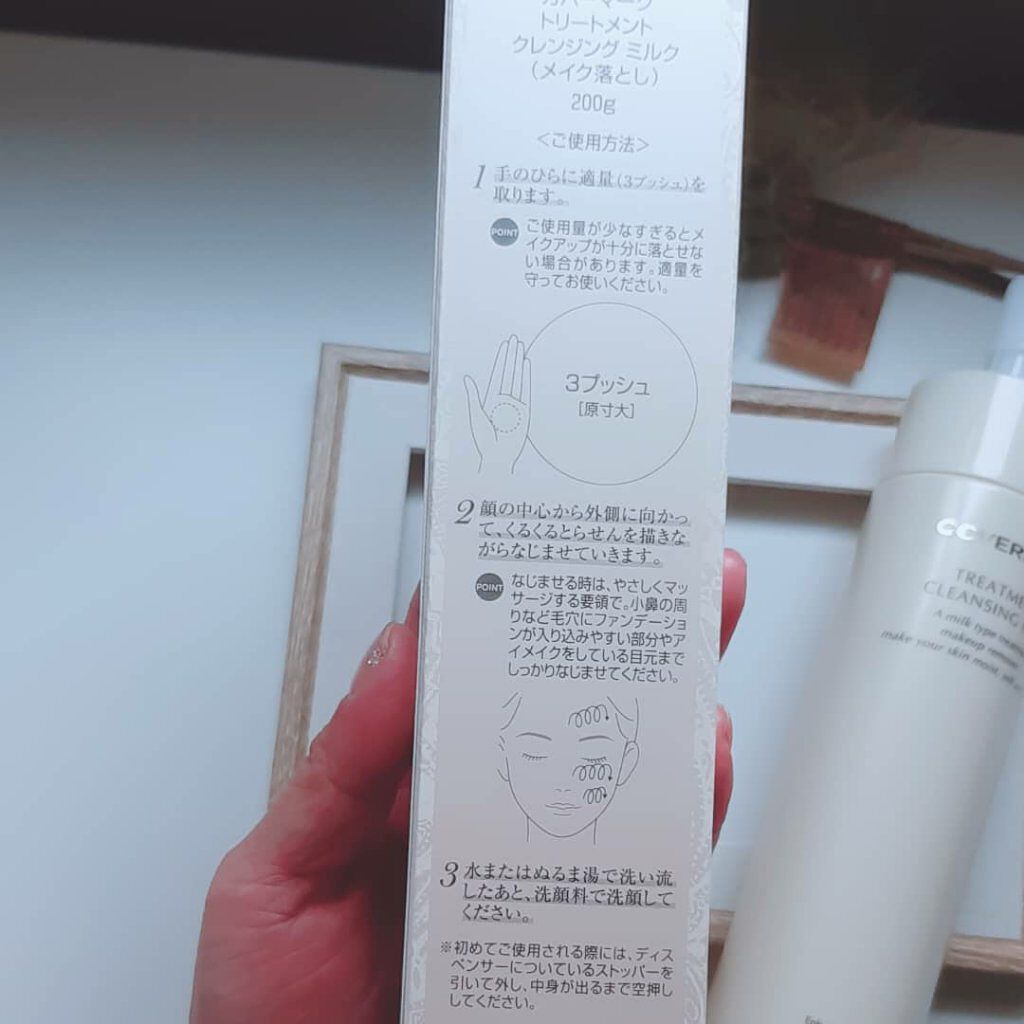 カバーマーク
トリートメント
クレンジング ミルク
（メイク落とし）
200g
＜ご使用方法＞
1 手のひらに適量（3プッシュ）を
取ります。
POINT ご使用量が少なすぎるとメ
イクアップが十分に落とせな
い場合があります。適量を
守ってお使いください。
3プッシュ
［原寸大］
2 顔の中心から外側に向かっ
て、くるくるとらせんを描きな
がらなじませていきます。
POINT なじませる時は、やさしくマッ
サージする要領で。小鼻の周
りなど毛穴にファンデーショ
ンが入り込みやすい部分やア
イメイクをしている目元まで
しっかりなじませてください。
3 水またはぬるま湯で洗い流
したあと、洗顔料で洗顔して
ください。
※初めてご使用される際には、ディス
ペンサーについているストッパーを
引いて外し、中身が出るまで空押し
してください。
TREATME
CLEANSING
A milk type
makeup remover
make your skin moist,